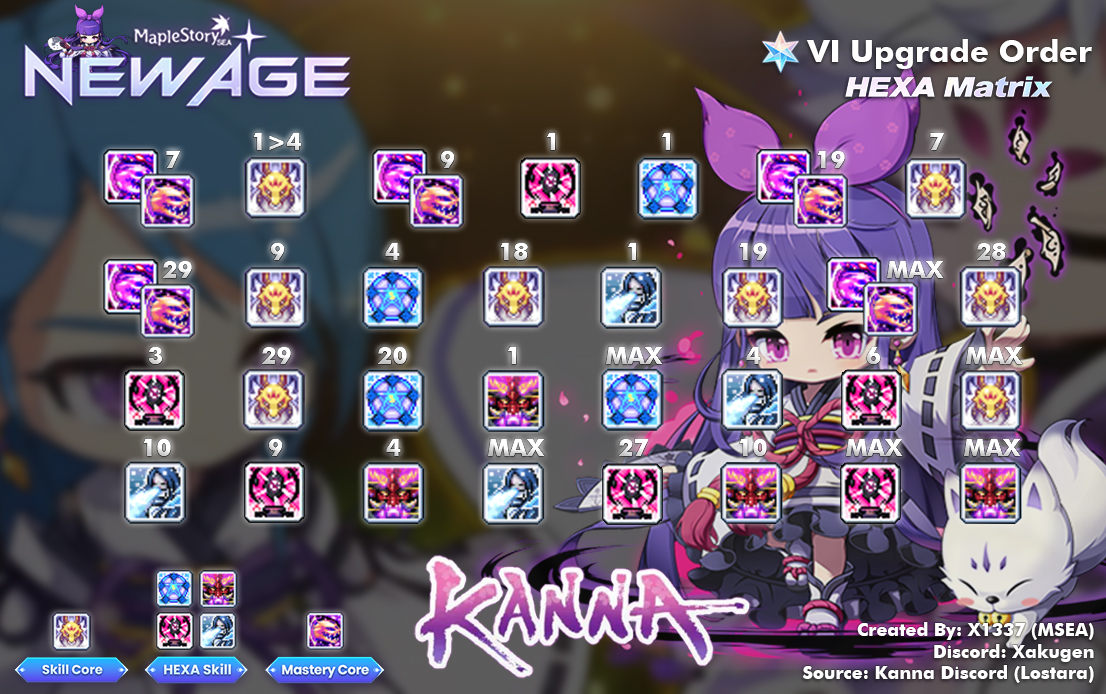 MapleStory SEA
NEW AGE
VI Upgrade Order
HEXA Matrix
7 1>4 9 1 1 19 7
29 9 4 18 1 19 MAX 28
3 29 20 1 MAX 4 6 MAX
10 9 4 MAX 27 10 MAX MAX
KANNA
Skill Core
HEXA Skill
Mastery Core
Created By: X1337 (MSEA)
Discord: Xakugen
Source: Kanna Discord (Lostara)